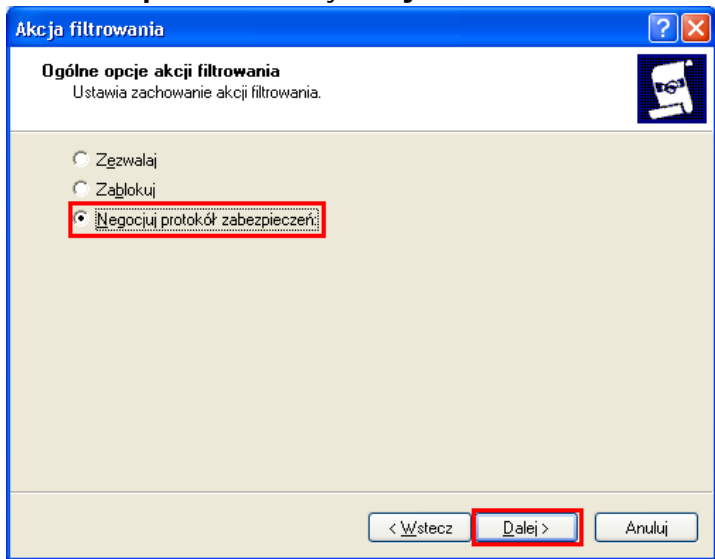 Akcja filtrowania
Ogólne opcje akcji filtrowania
Ustawia zachowanie akcji filtrowania.
Zezwalaj
Zablokuj
Negocjuj protokół zabezpieczeń:
< Wstecz
Dalej >
Anuluj